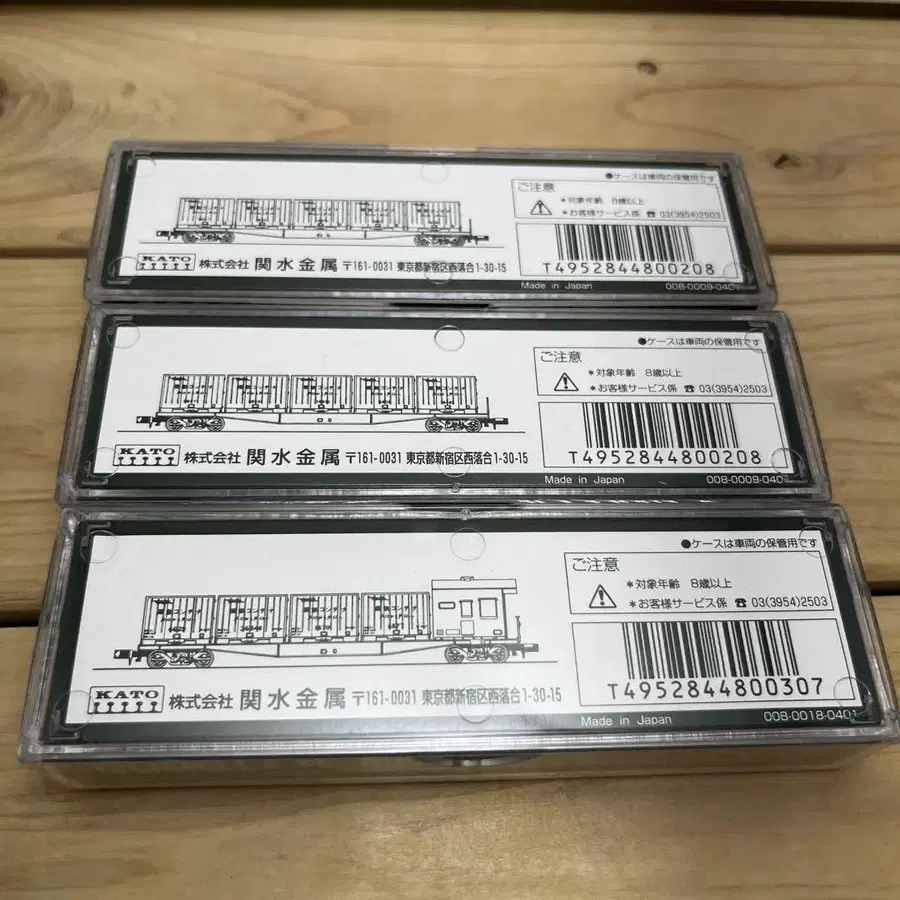 ●ケースは車両の保管用です
ご注意
＊対象年齢 8歳以上
＊お客様サービス係 ☎ 03(3954)2503
T4952844800208
KATO
株式会社 関水金属 〒161-0031 東京都新宿区西落合1-30-15
Made in Japan
008-0009-040
●ケースは車両の保管用です
ご注意
＊対象年齢 8歳以上
＊お客様サービス係 ☎ 03(3954)2503
T4952844800208
KATO
株式会社 関水金属 〒161-0031 東京都新宿区西落合1-30-15
Made in Japan
008-0009-040
●ケースは車両の保管用です
ご注意
＊対象年齢 8歳以上
＊お客様サービス係 ☎ 03(3954)2503
T4952844800307
KATO
株式会社 関水金属 〒161-0031 東京都新宿区西落合1-30-15
Made in Japan
008-0018-0401